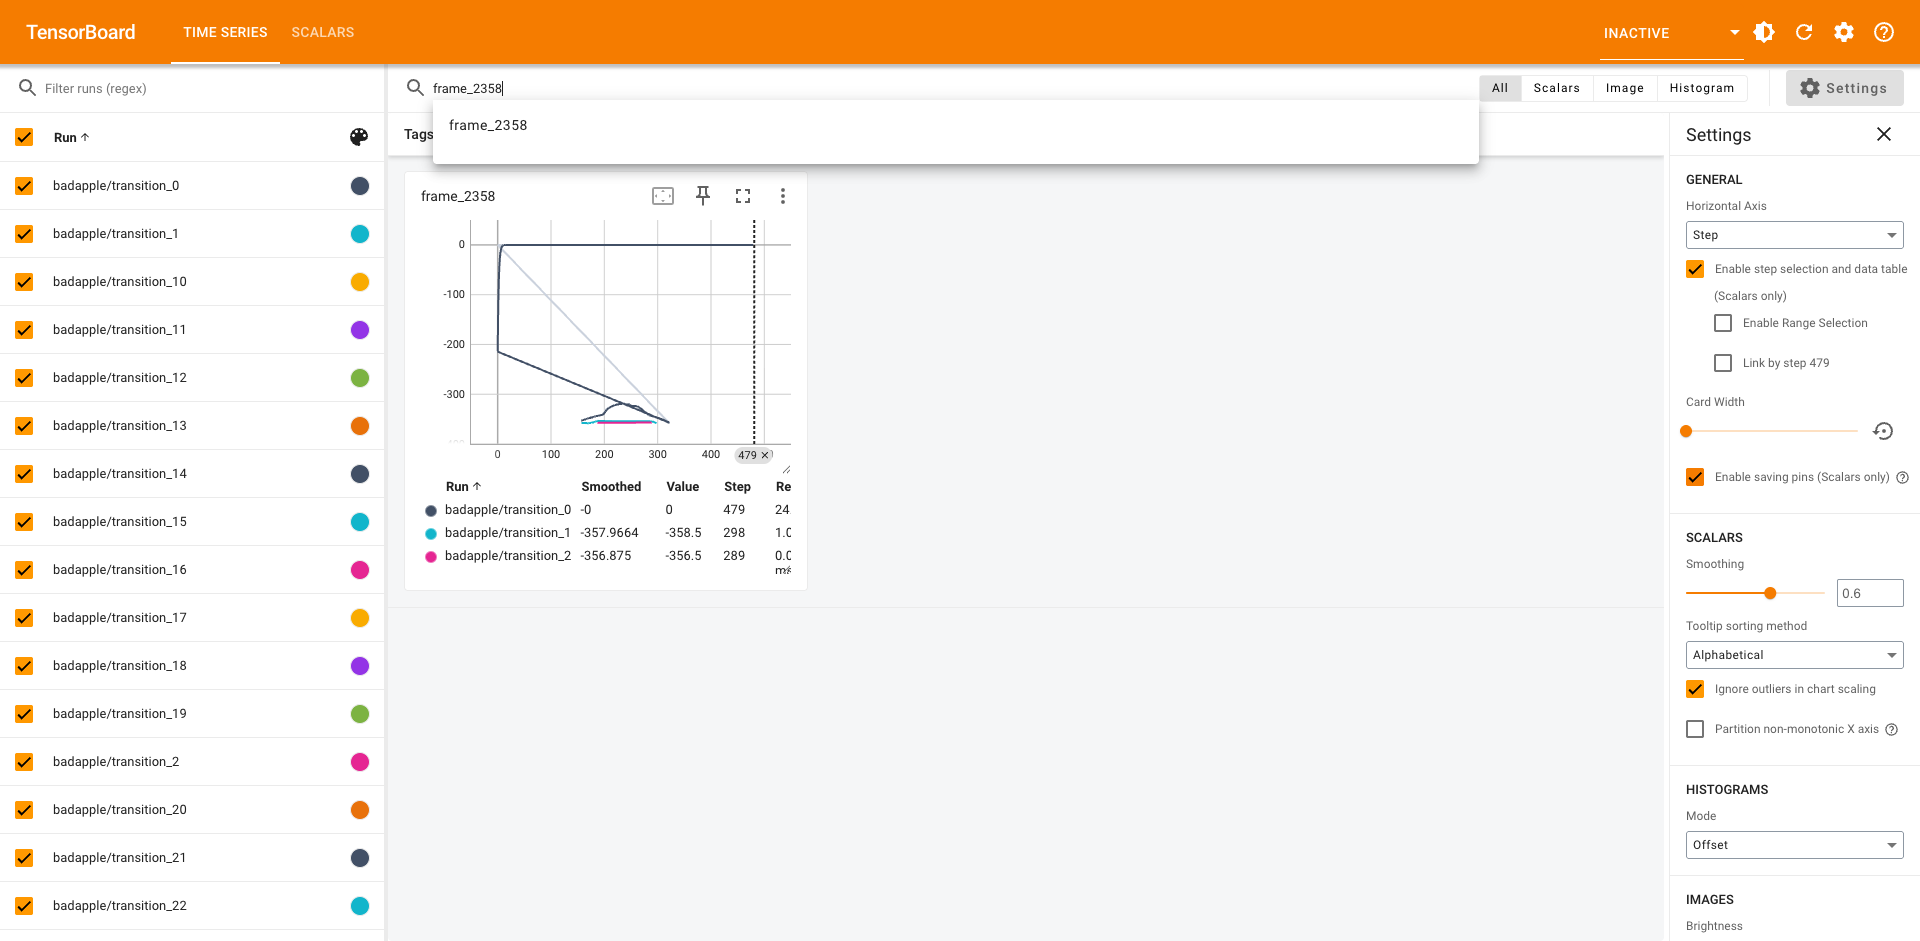 TensorBoard
TIME SERIES
SCALARS
INACTIVE
Filter runs (regex)
frame_2358
All
Scalars
Image
Histogram
Settings
frame_2358
Run
Tags
Settings
badapple/transition_0
badapple/transition_1
badapple/transition_10
badapple/transition_11
badapple/transition_12
badapple/transition_13
badapple/transition_14
badapple/transition_15
badapple/transition_16
badapple/transition_17
badapple/transition_18
badapple/transition_19
badapple/transition_2
badapple/transition_20
badapple/transition_21
badapple/transition_22
frame_2358
0
-100
-200
-300
0 100 200 300 400 479
Run Smoothed Value Step Re
badapple/transition_0 -0 0 479 24.
badapple/transition_1 -357.9664 -358.5 298 1.0
badapple/transition_2 -356.875 -356.5 289 0.0
GENERAL
Horizontal Axis
Step
Enable step selection and data table
(Scalars only)
Enable Range Selection
Link by step 479
Card Width
Enable saving pins (Scalars only)
SCALARS
Smoothing
0.6
Tooltip sorting method
Alphabetical
Ignore outliers in chart scaling
Partition non-monotonic X axis
HISTOGRAMS
Mode
Offset
IMAGES
Brightness